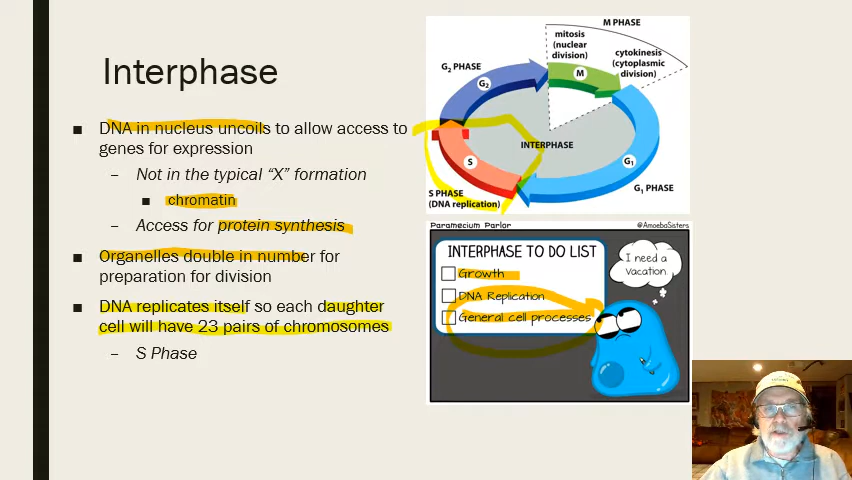 Interphase
■ DNA in nucleus uncoils to allow access to
genes for expression
– Not in the typical “X” formation
■ chromatin
– Access for protein synthesis
■ Organelles double in number for
preparation for division
■ DNA replicates itself so each daughter
cell will have 23 pairs of chromosomes
– S Phase
M PHASE
mitosis
(nuclear
division)
cytokinesis
(cytoplasmic
division)
G₂ PHASE
G₂
M
INTERPHASE
S
G₁
S PHASE
(DNA replication)
G₁ PHASE
Paramecium Parlor
@AmoebaSisters
INTERPHASE TO DO LIST
Growth
DNA Replication
General cell processes
I need a
vacation.